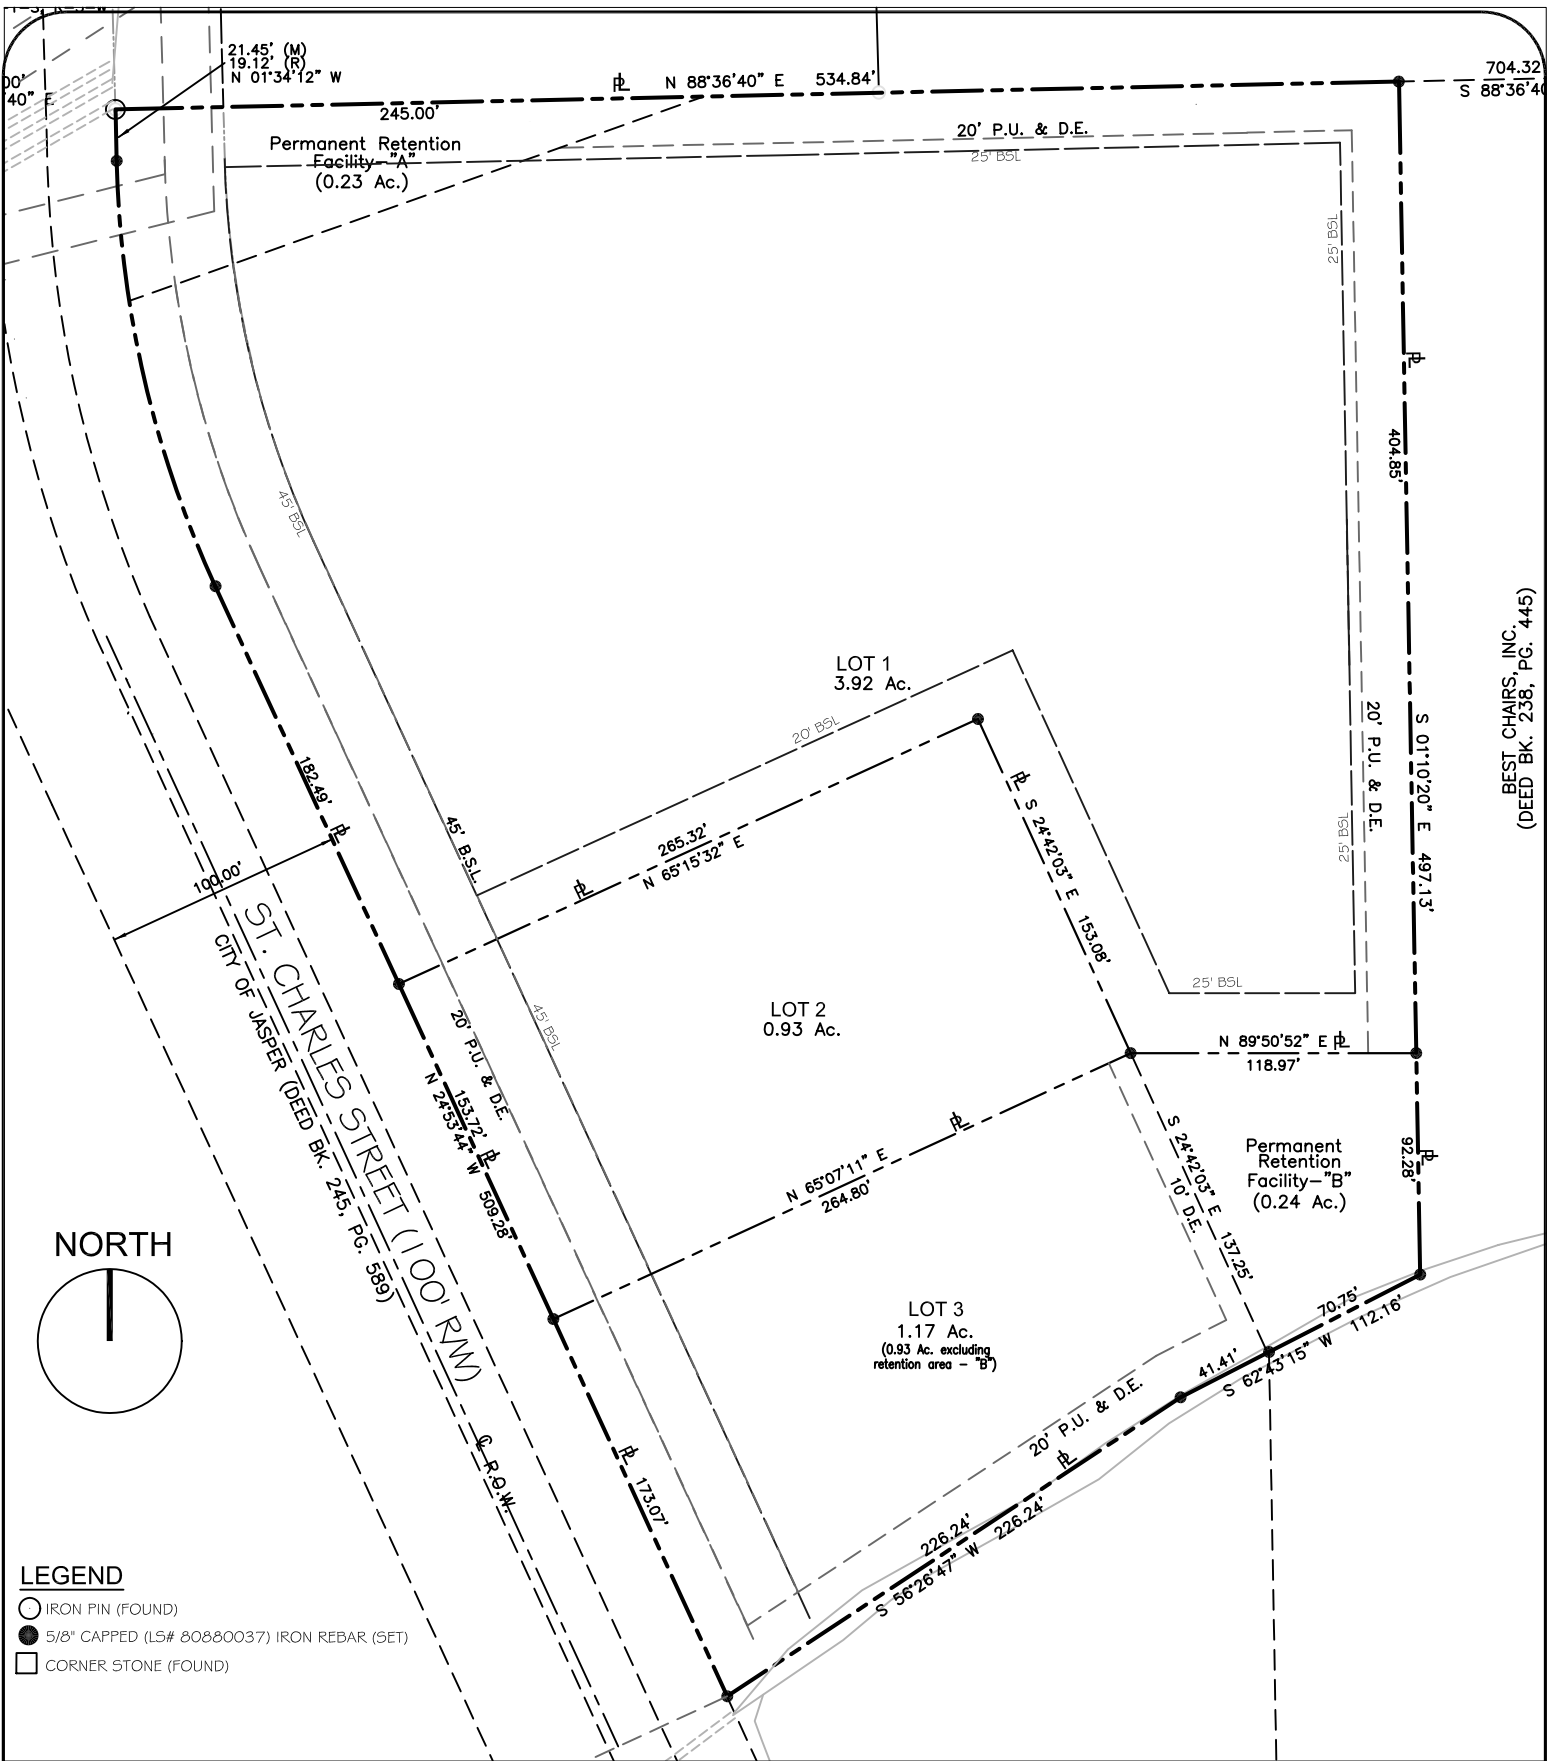 21.45' (M)
19.12' (R)
N 01°34'12" W
00'
40" E
N 88°36'40" E 534.84'
704.32
S 88°36'40
245.00'
Permanent Retention
Facility-"A"
(0.23 Ac.)
20' P.U. & D.E.
25' BSL
25' BSL
404.85'
45' BSL
BEST CHAIRS, INC.
(DEED BK. 238, PG. 445)
LOT 1
3.92 Ac.
20' BSL
20' P.U. & D.E.
S 01°10'20" E 497.13'
25' BSL
182.49'
45' B.S.L.
265.32'
N 65°15'32" E
S 24°42'03" E 153.08'
100.00'
ST. CHARLES STREET (100' R/W)
CITY OF JASPER (DEED BK. 245, PG. 589)
25' BSL
45' BSL
LOT 2
0.93 Ac.
20' P.U. & D.E.
153.72'
N 24°53'44" W 509.28'
N 89°50'52" E
118.97'
N 65°07'11" E
264.80'
S 24°42'03" E 137.25'
10' D.E.
Permanent
Retention
Facility-"B"
(0.24 Ac.)
92.28'
NORTH
LOT 3
1.17 Ac.
(0.93 Ac. excluding
retention area - "B")
70.75'
41.41'
S 62°43'15" W 112.16'
20' P.U. & D.E.
℄ R.O.W.
173.07'
226.24'
S 56°26'47" W 226.24'
LEGEND
IRON PIN (FOUND)
5/8" CAPPED (LS# 80880037) IRON REBAR (SET)
CORNER STONE (FOUND)